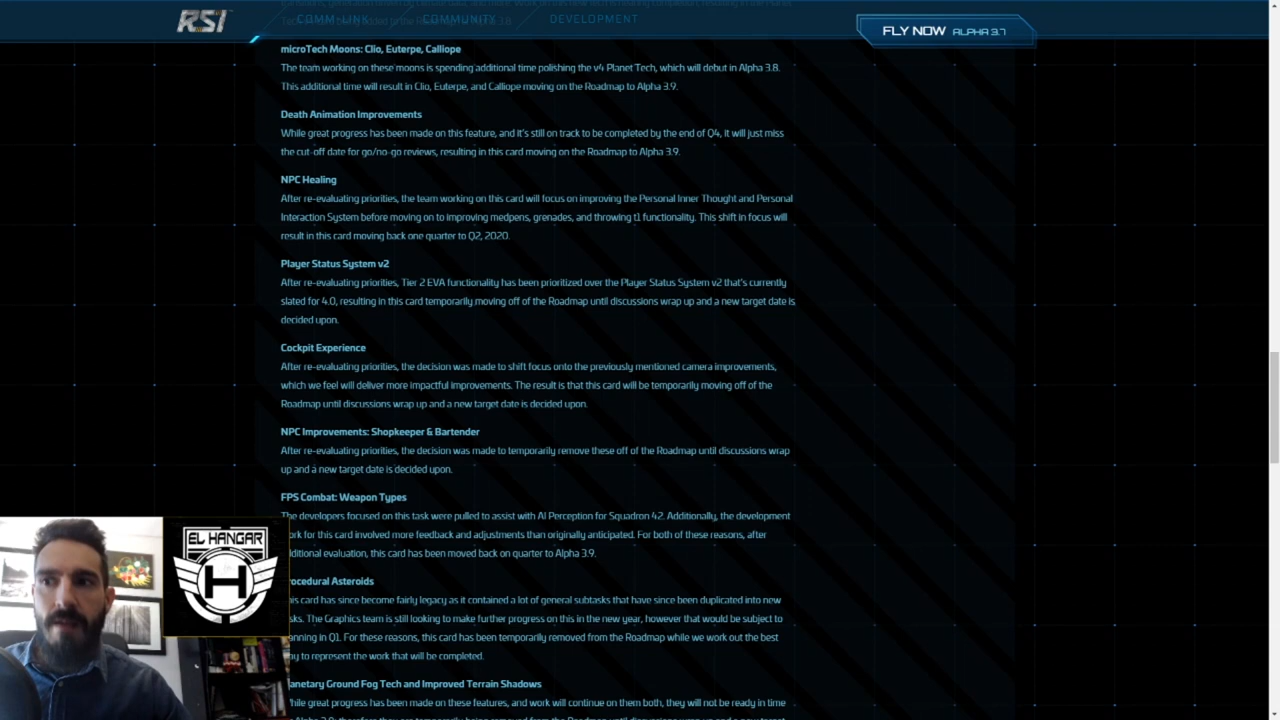 RSI
COMM-LINK COMMUNITY DEVELOPMENT
FLY NOW ALPHA 3.7
microTech Moons: Clio, Euterpe, Calliope
The team working on these moons is spending additional time polishing the v4 Planet Tech, which will debut in Alpha 3.8.
This additional time will result in Clio, Euterpe, and Calliope moving on the Roadmap to Alpha 3.9.
Death Animation Improvements
While great progress has been made on this feature, and it's still on track to be completed by the end of Q4, it will just miss
the cut-off date for go/no-go reviews, resulting in this card moving on the Roadmap to Alpha 3.9.
NPC Healing
After re-evaluating priorities, the team working on this card will focus on improving the Personal Inner Thought and Personal
Interaction System before moving on to improving medpens, grenades, and throwing t1 functionality. This shift in focus will
result in this card moving back one quarter to Q2, 2020.
Player Status System v2
After re-evaluating priorities, Tier 2 EVA functionality has been prioritized over the Player Status System v2 that's currently
slated for 4.0, resulting in this card temporarily moving off of the Roadmap until discussions wrap up and a new target date is
decided upon.
Cockpit Experience
After re-evaluating priorities, the decision was made to shift focus onto the previously mentioned camera improvements,
which we feel will deliver more impactful improvements. The result is that this card will be temporarily moving off of the
Roadmap until discussions wrap up and a new target date is decided upon.
NPC Improvements: Shopkeeper & Bartender
After re-evaluating priorities, the decision was made to temporarily remove these off of the Roadmap until discussions wrap
up and a new target date is decided upon.
FPS Combat: Weapon Types
The developers focused on this task were pulled to assist with AI Perception for Squadron 42. Additionally, the development
ork for this card involved more feedback and adjustments than originally anticipated. For both of these reasons, after
dditional evaluation, this card has been moved back on quarter to Alpha 3.9.
rocedural Asteroids
is card has since become fairly legacy as it contained a lot of general subtasks that have since been duplicated into new
sks. The Graphics team is still looking to make further progress on this in the new year, however that would be subject to
anning in Q1. For these reasons, this card has been temporarily removed from the Roadmap while we work out the best
ay to represent the work that will be completed.
anetary Ground Fog Tech and Improved Terrain Shadows
hile great progress has been made on these features, and work will continue on them both, they will not be ready in time
EL HANGAR
H